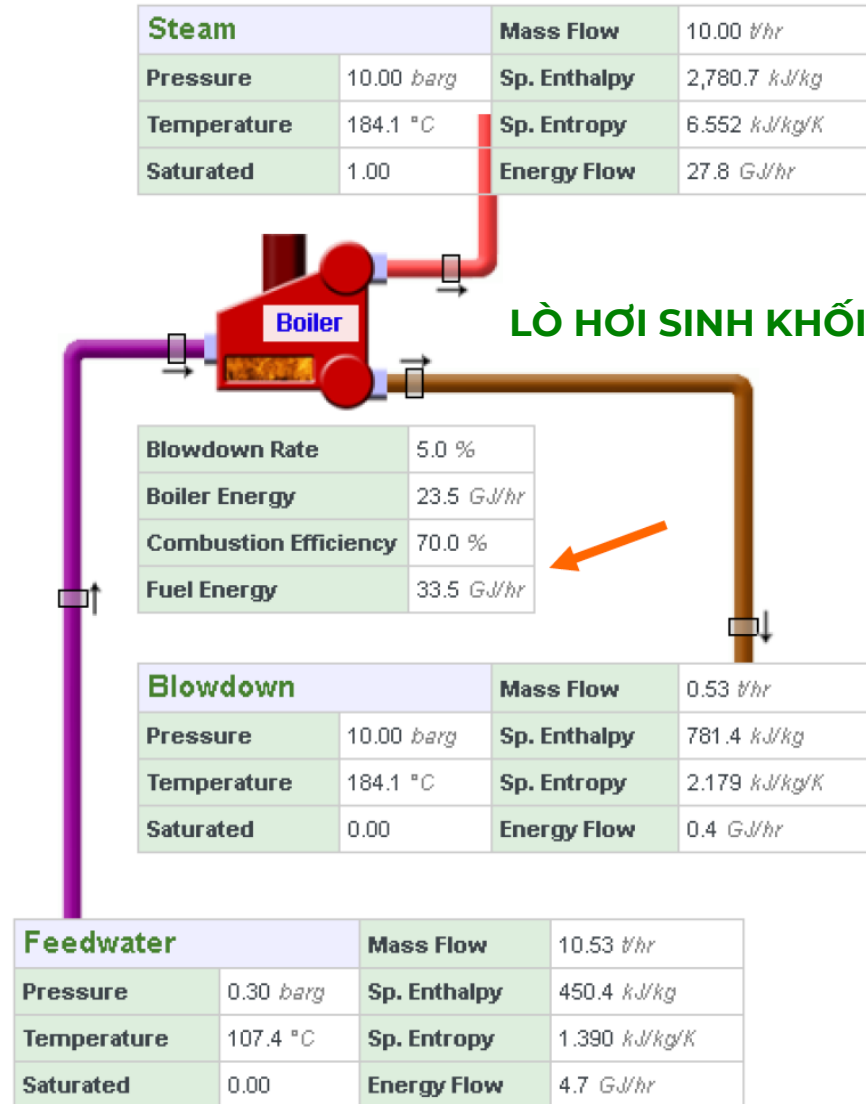 Steam Mass Flow 10.00 t/hr
Pressure 10.00 barg Sp. Enthalpy 2,780.7 kJ/kg
Temperature 184.1 °C Sp. Entropy 6.552 kJ/kg/K
Saturated 1.00 Energy Flow 27.8 GJ/hr
Boiler
LÒ HƠI SINH KHỐI
Blowdown Rate 5.0 %
Boiler Energy 23.5 GJ/hr
Combustion Efficiency 70.0 %
Fuel Energy 33.5 GJ/hr
Blowdown Mass Flow 0.53 t/hr
Pressure 10.00 barg Sp. Enthalpy 781.4 kJ/kg
Temperature 184.1 °C Sp. Entropy 2.179 kJ/kg/K
Saturated 0.00 Energy Flow 0.4 GJ/hr
Feedwater Mass Flow 10.53 t/hr
Pressure 0.30 barg Sp. Enthalpy 450.4 kJ/kg
Temperature 107.4 °C Sp. Entropy 1.390 kJ/kg/K
Saturated 0.00 Energy Flow 4.7 GJ/hr